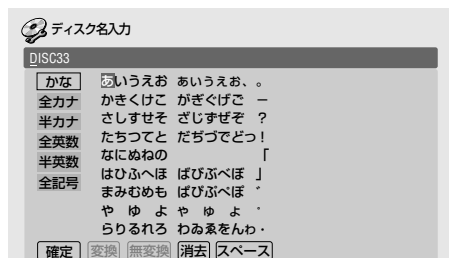 ディスク名入力
DISC33
かな あいうえお ぁぃぅぇぉ、。
全カナ かきくけこ がぎぐげご ー
半カナ さしすせそ ざじずぜぞ ？
全英数 たちつてと だぢづでどっ！
半英数 なにぬねの 「
全記号 はひふへほ ばびぶべぼ 」
まみむめも ぱぴぷぺぽ ゛
や ゆ よ ゃ ゅ ょ ゜
らりるれろ わゐゑをんゎ・
確定 変換 無変換 消去 スペース